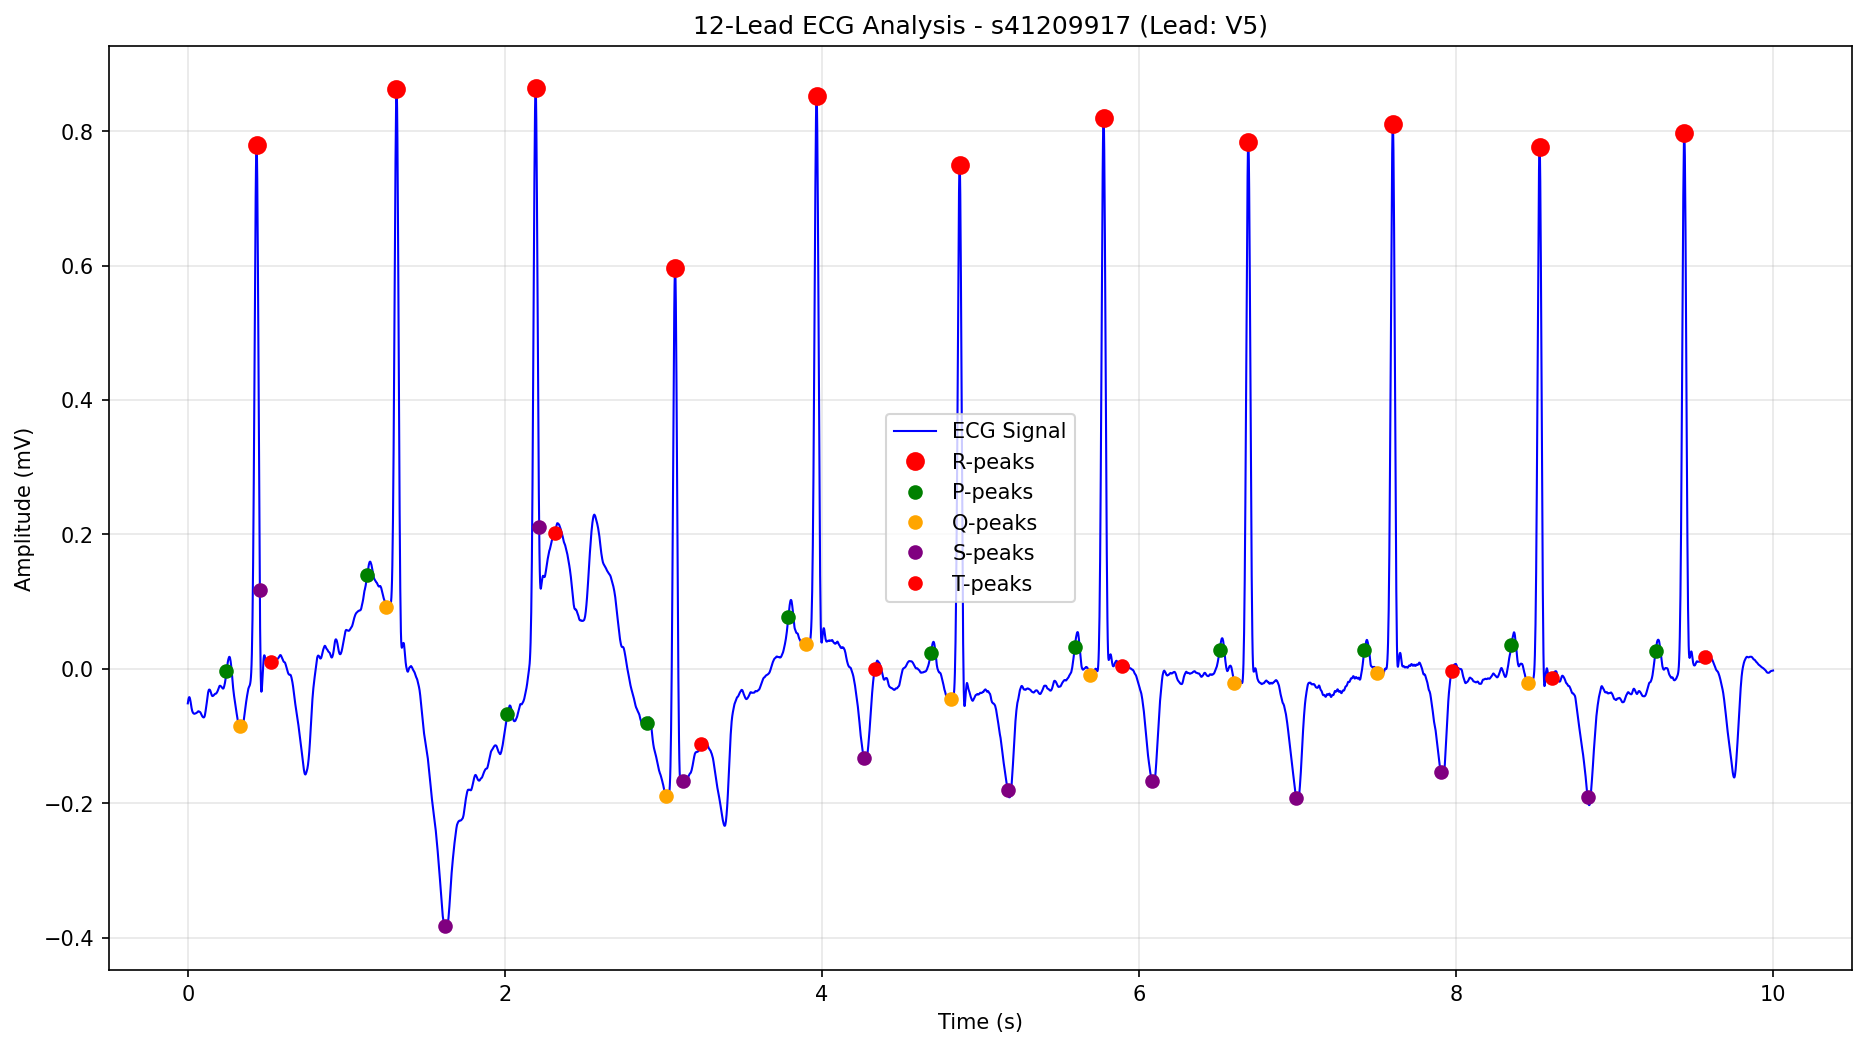 12-Lead ECG Analysis - s41209917 (Lead: V5)
Amplitude (mV)
0.8
0.6
0.4
0.2
0.0
−0.2
−0.4
ECG Signal
R-peaks
P-peaks
Q-peaks
S-peaks
T-peaks
0 2 4 6 8 10
Time (s)